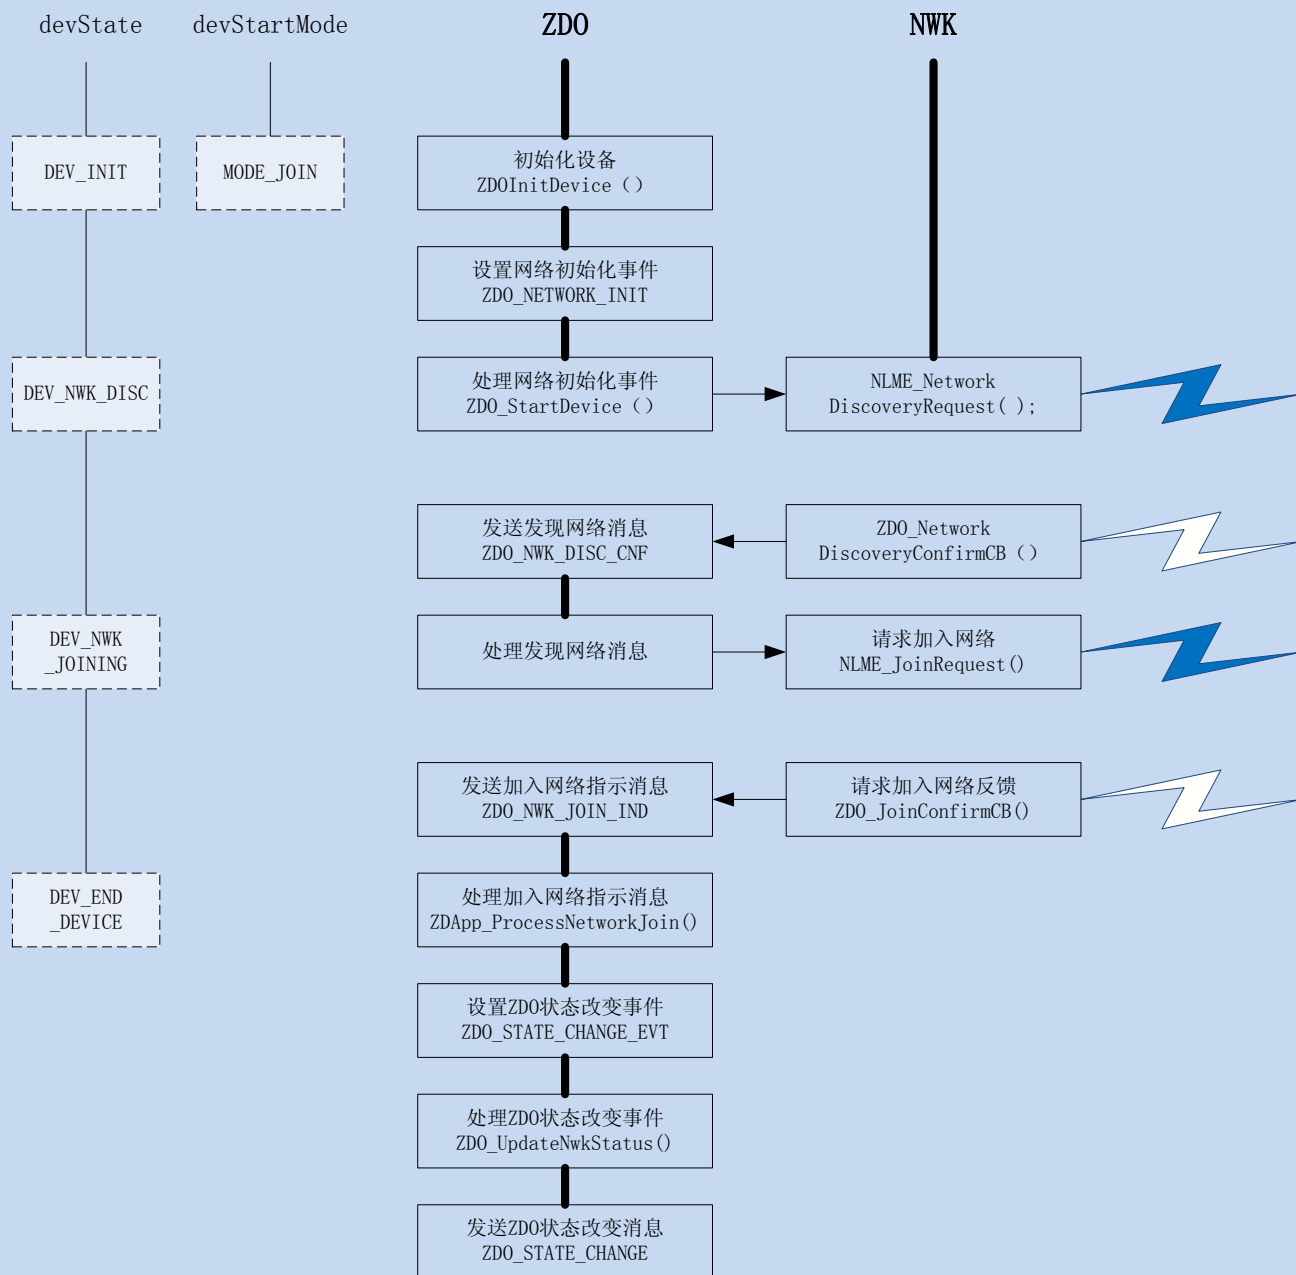 devState
devStartMode
ZDO
NWK
DEV_INIT
MODE_JOIN
初始化设备
ZDOInitDevice（）
设置网络初始化事件
ZDO_NETWORK_INIT
DEV_NWK_DISC
处理网络初始化事件
ZDO_StartDevice（）
NLME_Network
DiscoveryRequest( );
发送发现网络消息
ZDO_NWK_DISC_CNF
ZDO_Network
DiscoveryConfirmCB（）
DEV_NWK
_JOINING
处理发现网络消息
请求加入网络
NLME_JoinRequest()
发送加入网络指示消息
ZDO_NWK_JOIN_IND
请求加入网络反馈
ZDO_JoinConfirmCB()
DEV_END
_DEVICE
处理加入网络指示消息
ZDApp_ProcessNetworkJoin()
设置ZDO状态改变事件
ZDO_STATE_CHANGE_EVT
处理ZDO状态改变事件
ZDO_UpdateNwkStatus()
发送ZDO状态改变消息
ZDO_STATE_CHANGE